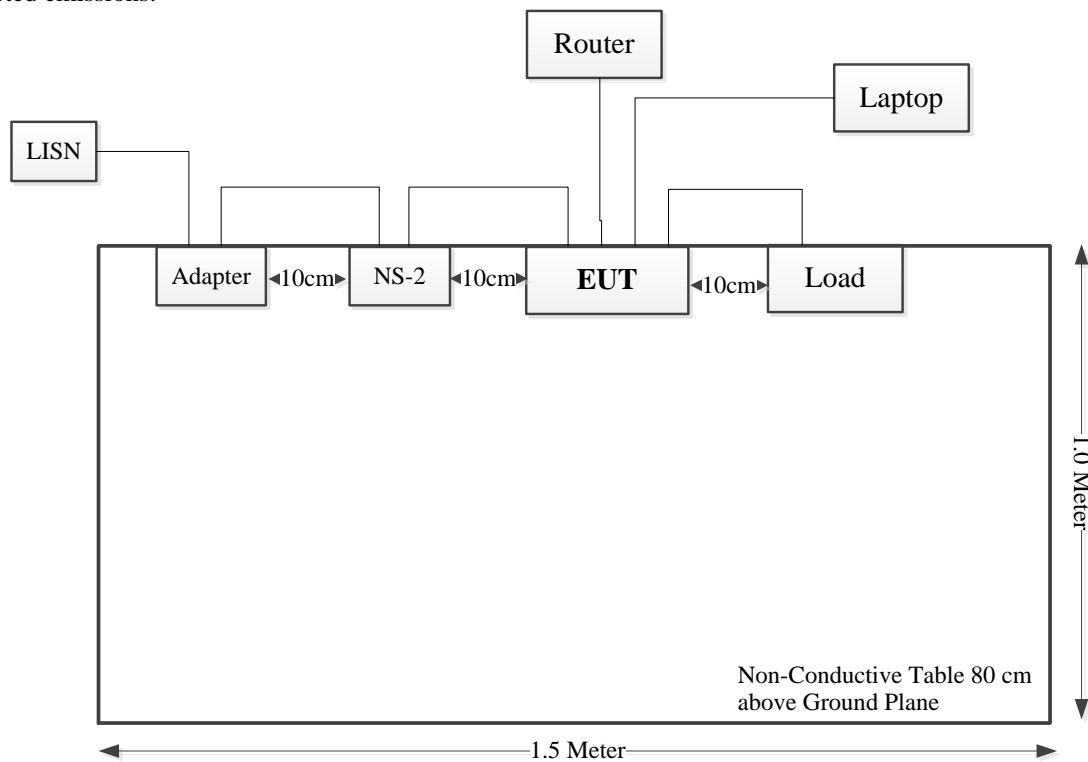 Router
Laptop
LISN
Adapter
10cm
NS-2
10cm
EUT
10cm
Load
1.0 Meter
Non-Conductive Table 80 cm
above Ground Plane
1.5 Meter